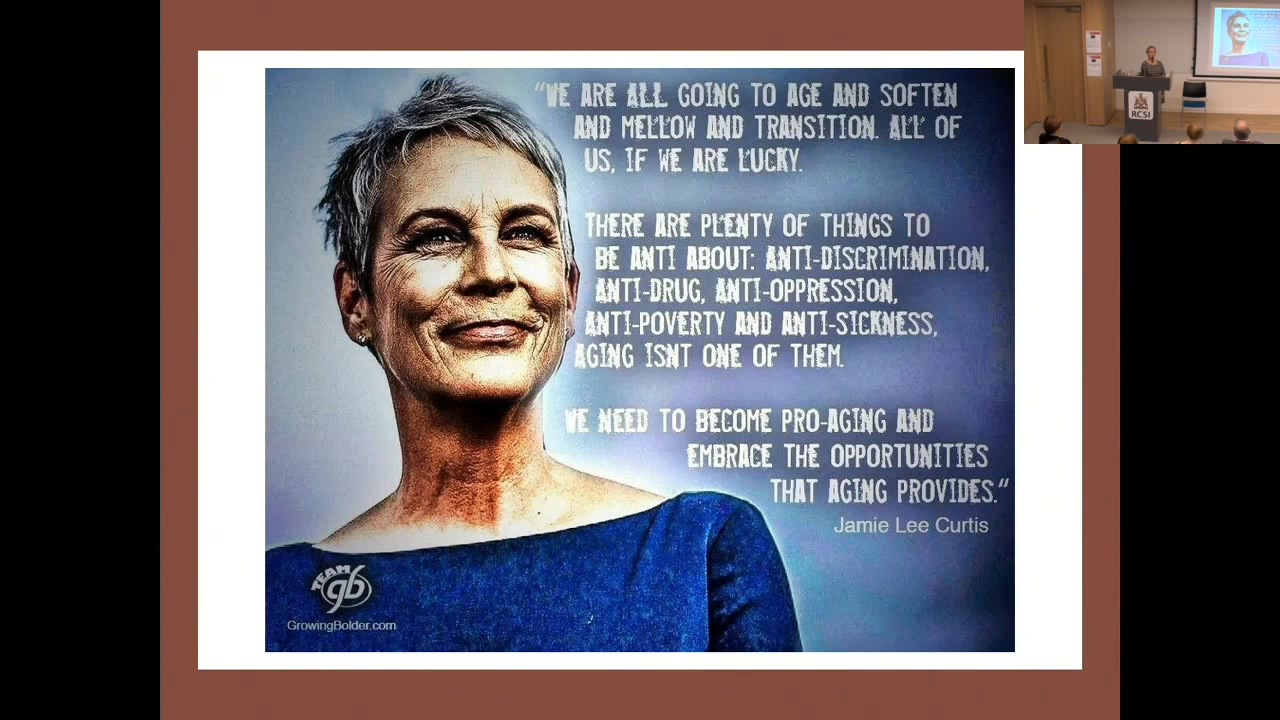 “WE ARE ALL GOING TO AGE AND SOFTEN
AND MELLOW AND TRANSITION. ALL OF
US, IF WE ARE LUCKY.
THERE ARE PLENTY OF THINGS TO
BE ANTI ABOUT: ANTI-DISCRIMINATION,
ANTI-DRUG, ANTI-OPPRESSION,
ANTI-POVERTY AND ANTI-SICKNESS,
AGING ISNT ONE OF THEM.
WE NEED TO BECOME PRO-AGING AND
EMBRACE THE OPPORTUNITIES
THAT AGING PROVIDES.“
Jamie Lee Curtis
TEAM
gb
GrowingBolder.com
RCSI